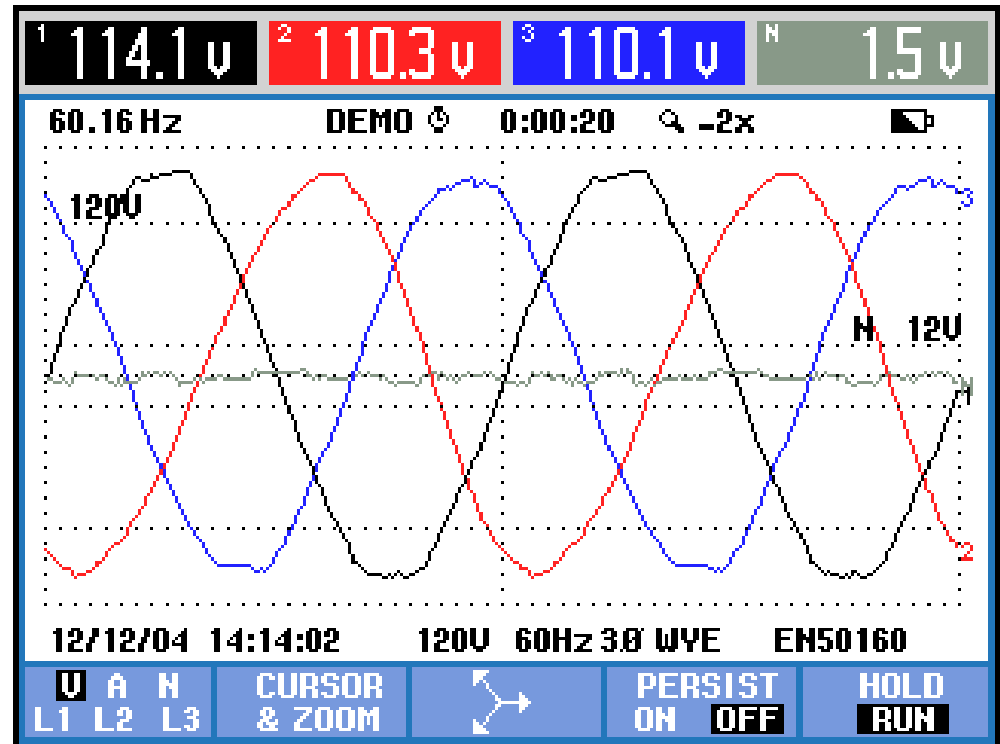 1 114.1 V 2 110.3 V 3 110.1 V N 1.5 V
60.16 Hz DEMO 0:00:20 -2x
120V
3
N 12V
N
1
2
12/12/04 14:14:02 120V 60Hz 3Ø WYE EN50160
V A N CURSOR PERSIST HOLD
L1 L2 L3 & ZOOM ON OFF RUN